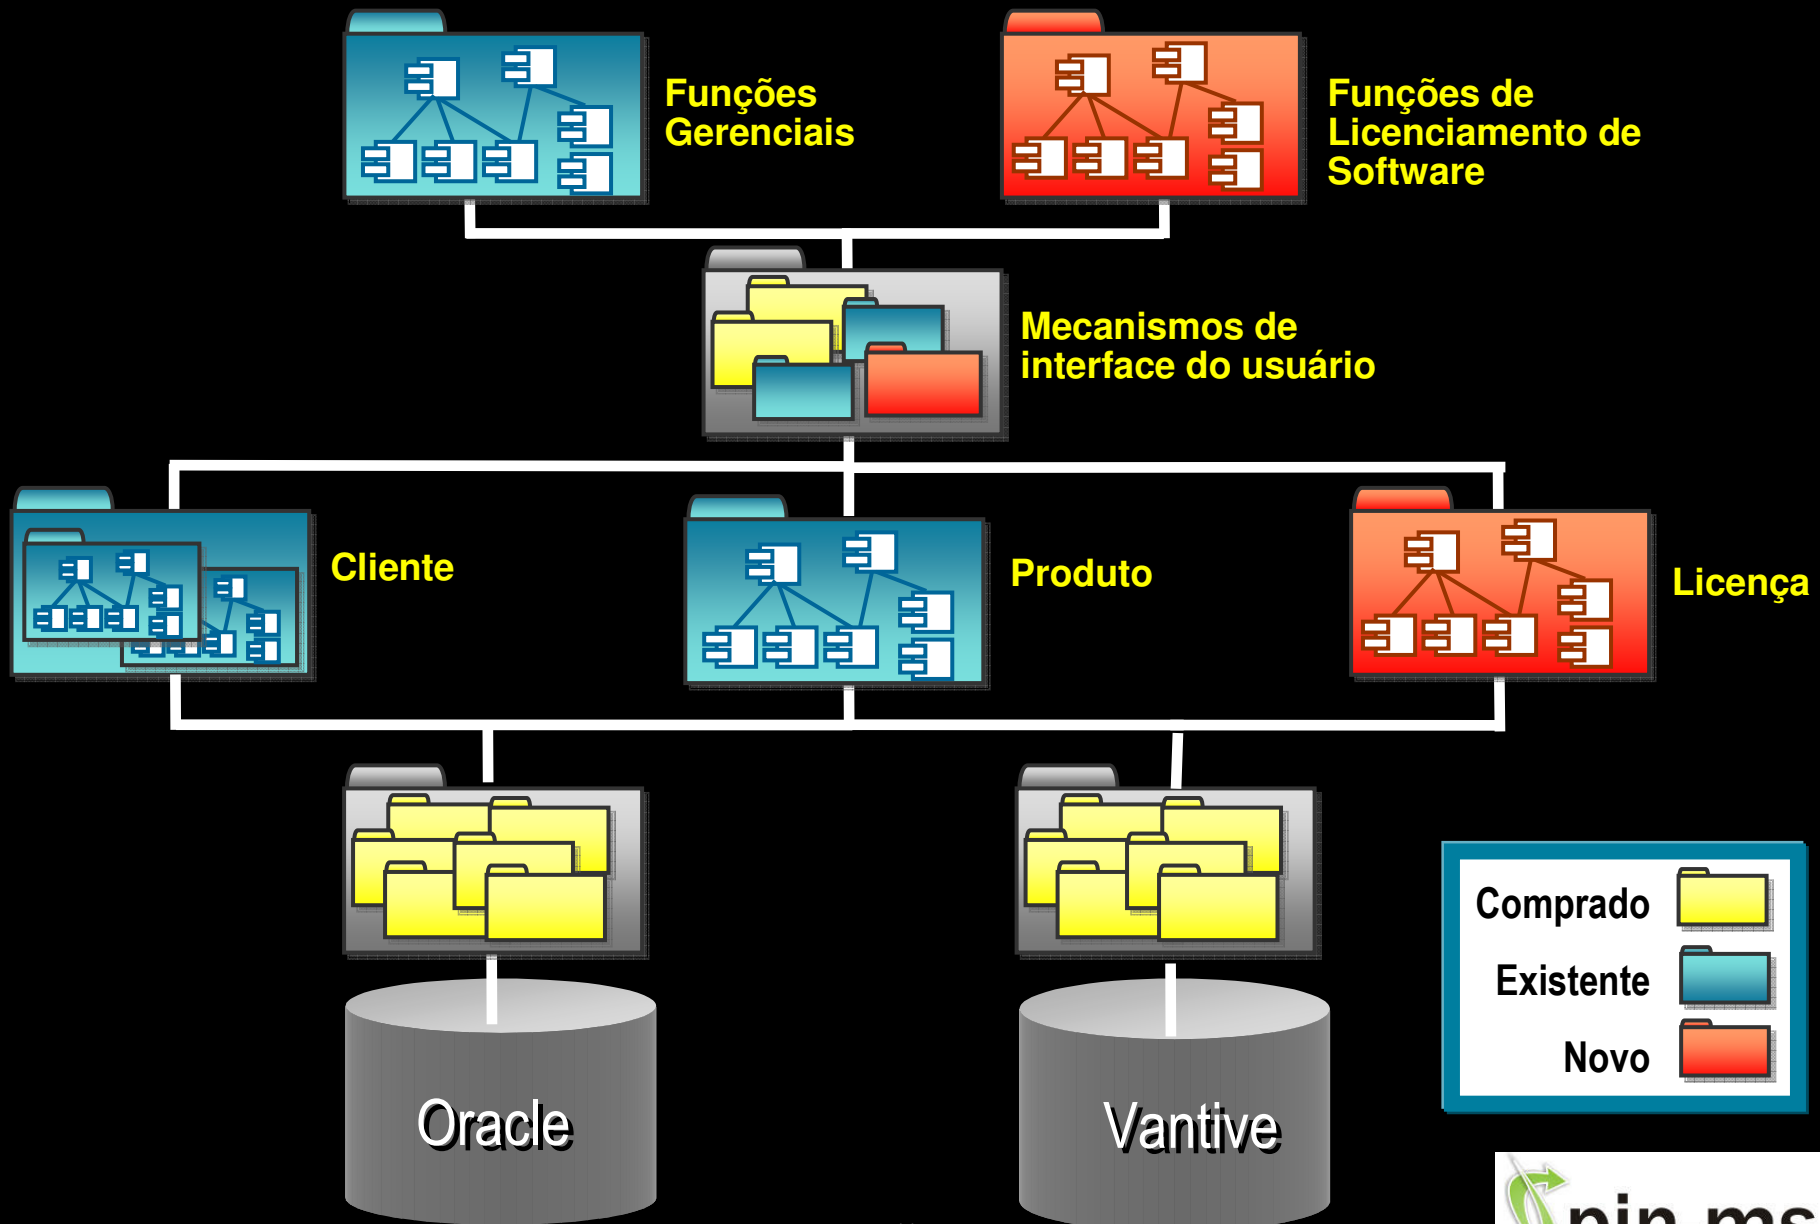 Funções
Gerenciais
Funções de
Licenciamento de
Software
Mecanismos de
interface do usuário
Cliente
Produto
Licença
Comprado
Existente
Novo
Oracle
Vantive